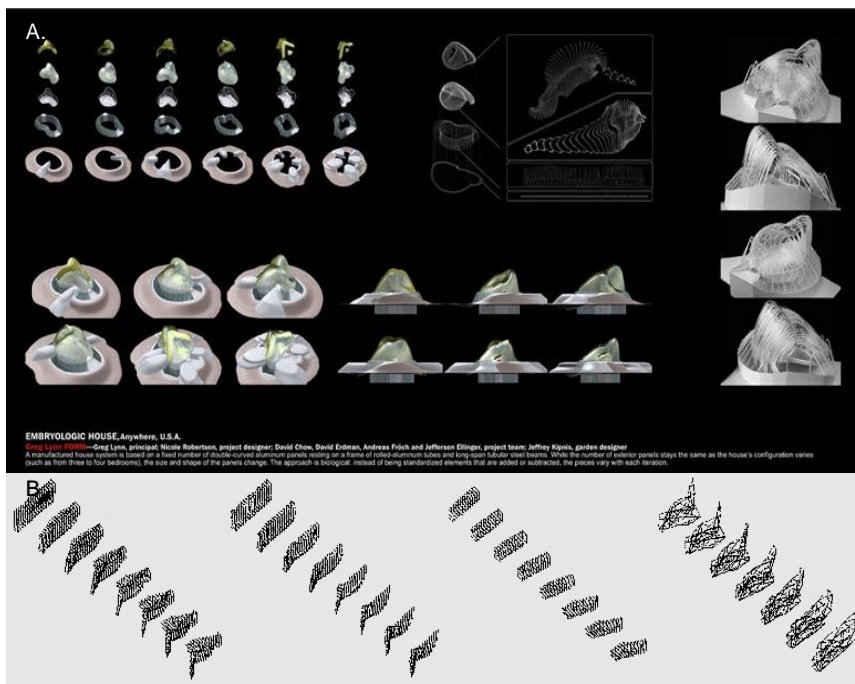 A.
EMBRYOLOGIC HOUSE, Anywhere, U.S.A.
Greg Lynn FORM—Greg Lynn, principal; Nicole Robertson, project designer; David Chow, David Erdman, Andreas Fröch and Jefferson Ellinger, project team; Jeffrey Kipnis, garden designer
A manufactured house system is based on a fixed number of double-curved aluminum panels resting on a frame of rolled-aluminum tubes and long-span tubular steel beams. While the number of exterior panels stays the same as the house's configuration varies
(such as from three to four bedrooms), the size and shape of the panels change. The approach is biological: instead of being standardized elements that are added or subtracted, the pieces vary with each iteration.
B.